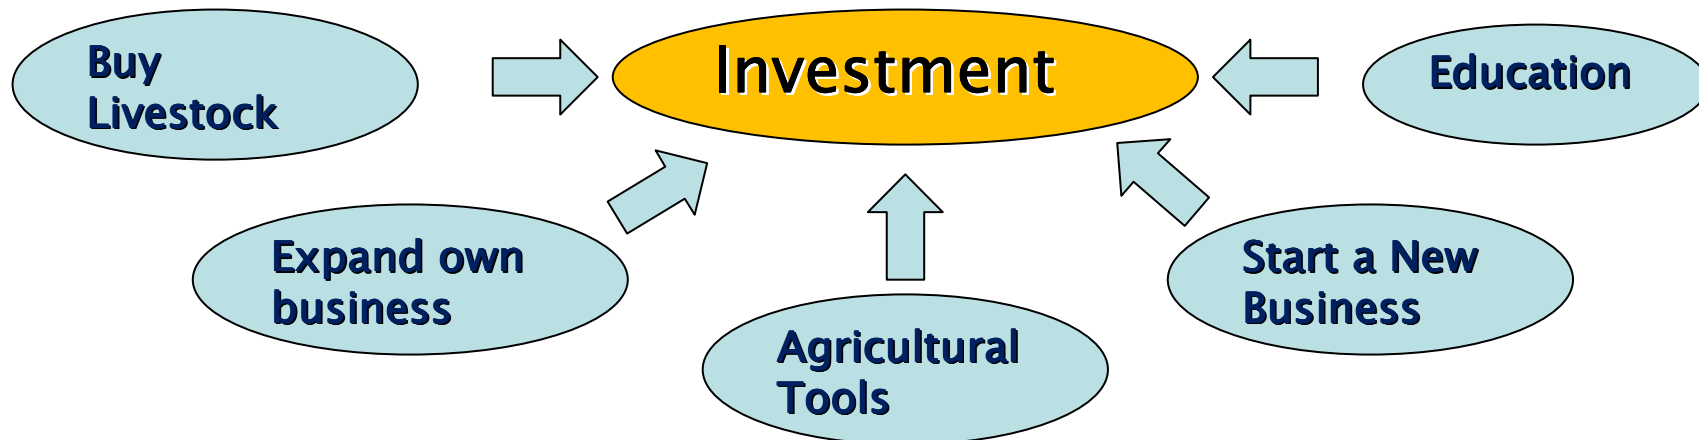 Buy
Livestock
Investment
Education
Expand own
business
Agricultural
Tools
Start a New
Business